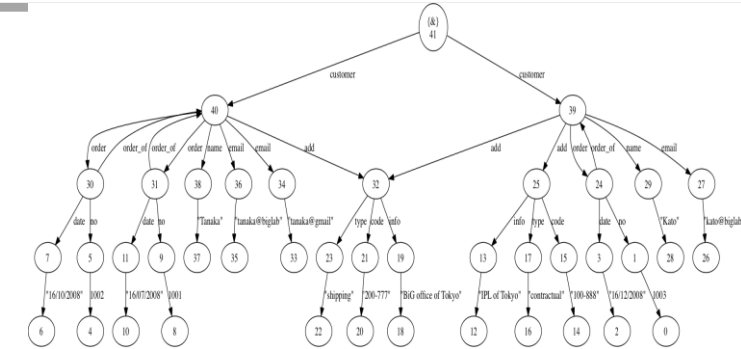 {&}
41
customer customer
40 39
order order_of order_of order name email email add add add order order_of name email
30 31 38 36 34 32 25 24 29 27
date no date no "Tanaka" "tanaka@biglab" "tanaka@gmail" type code info info type code date no "Kato" "kato@biglab
7 5 11 9 37 35 33 23 21 19 13 17 15 3 1 28 26
"16/10/2008" 1002 "16/07/2008" 1001 "shipping" "200-777" "BiG office of Tokyo" "IPL of Tokyo" "contractual" "100-888" "16/12/2008" 1003
6 4 10 8 22 20 18 12 16 14 2 0